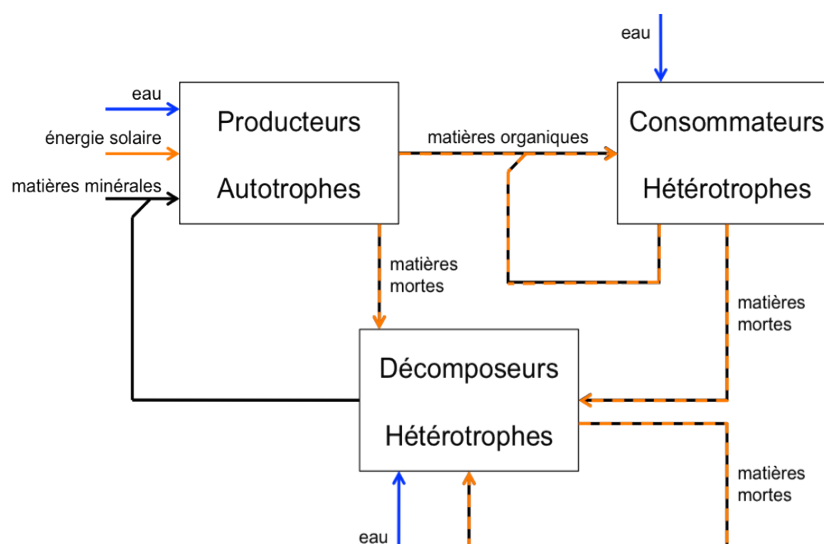 eau
eau
Producteurs
Autotrophes
énergie solaire
matières minérales
matières organiques
Consommateurs
Hétérotrophes
matières
mortes
matières
mortes
Décomposeurs
Hétérotrophes
matières
mortes
eau